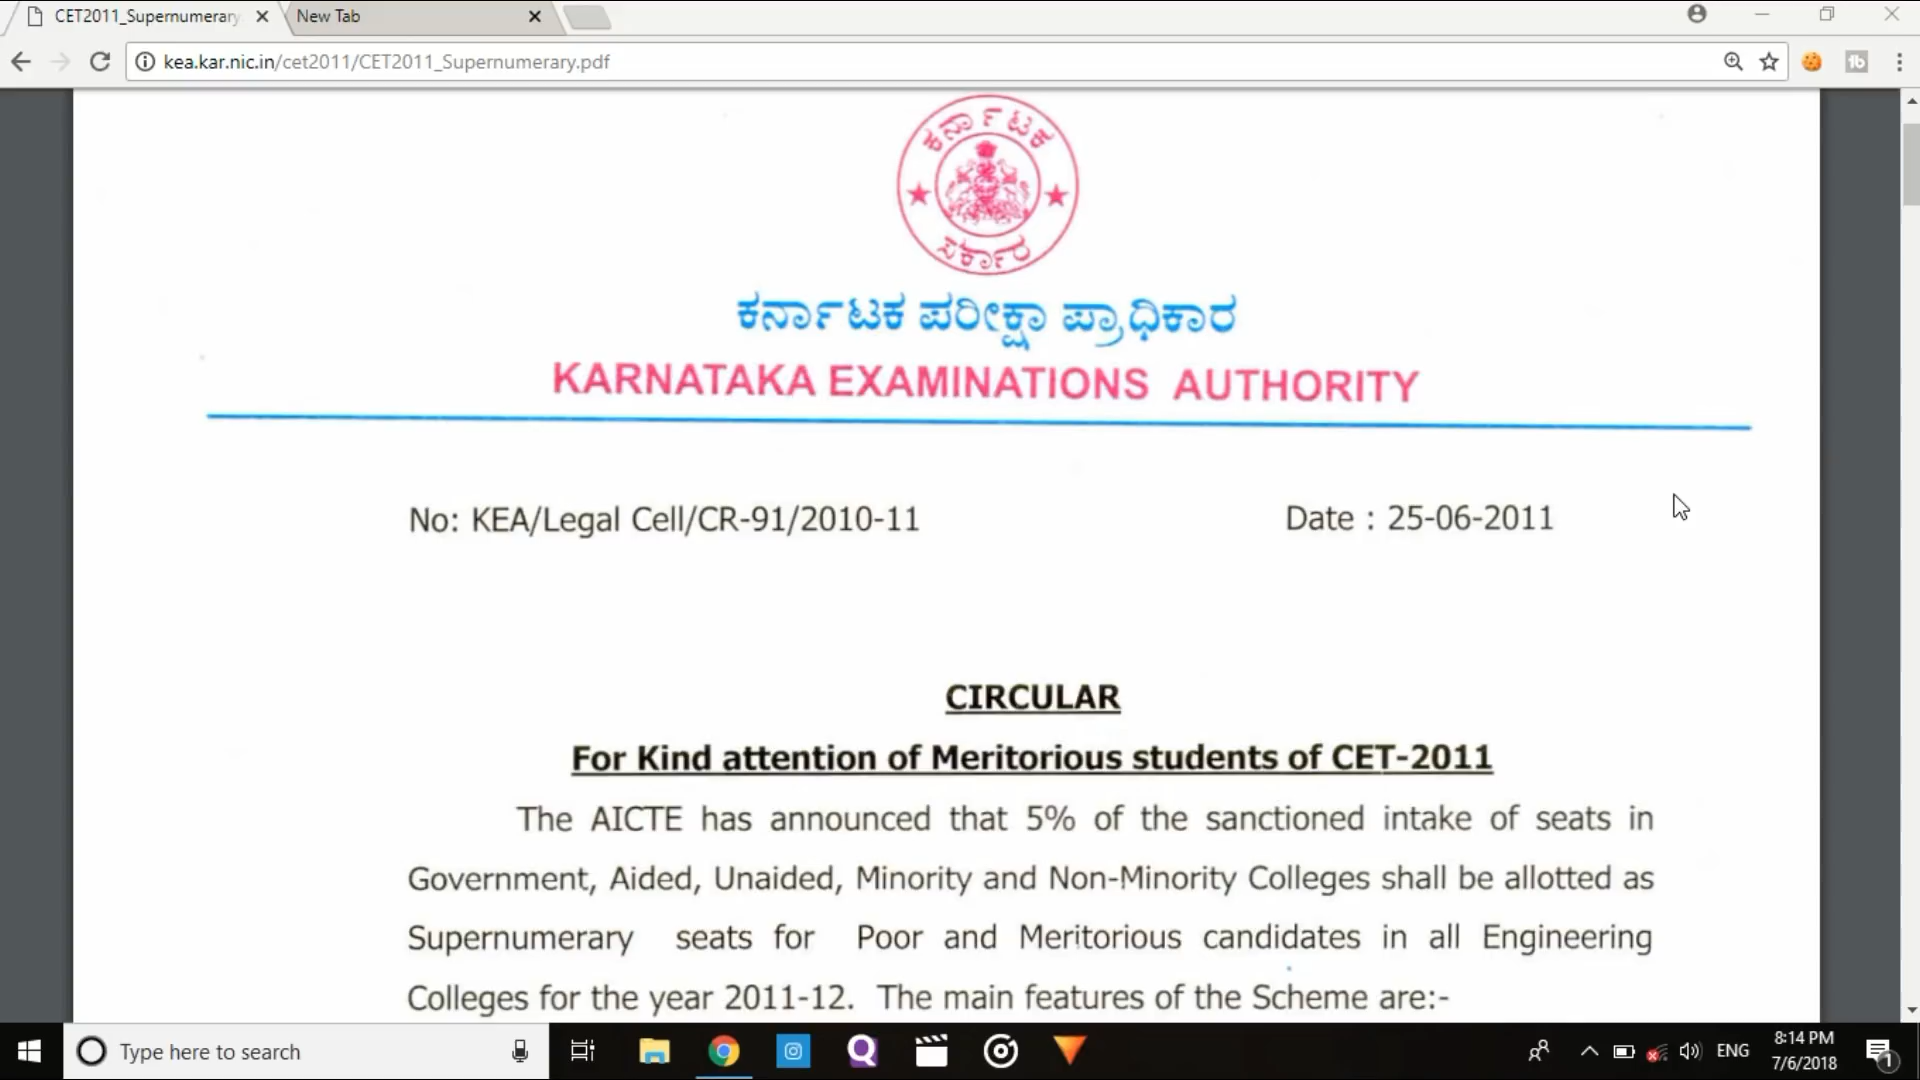 CET2011_Supernumerary
New Tab
kea.kar.nic.in/cet2011/CET2011_Supernumerary.pdf
ಕರ್ನಾಟಕ
ಸರ್ಕಾರ
ಕರ್ನಾಟಕ ಪರೀಕ್ಷಾ ಪ್ರಾಧಿಕಾರ
KARNATAKA EXAMINATIONS AUTHORITY
No: KEA/Legal Cell/CR-91/2010-11 Date : 25-06-2011
CIRCULAR
For Kind attention of Meritorious students of CET-2011
The AICTE has announced that 5% of the sanctioned intake of seats in
Government, Aided, Unaided, Minority and Non-Minority Colleges shall be allotted as
Supernumerary seats for Poor and Meritorious candidates in all Engineering
Colleges for the year 2011-12. The main features of the Scheme are:-
Type here to search
ENG
8:14 PM
7/6/2018
1